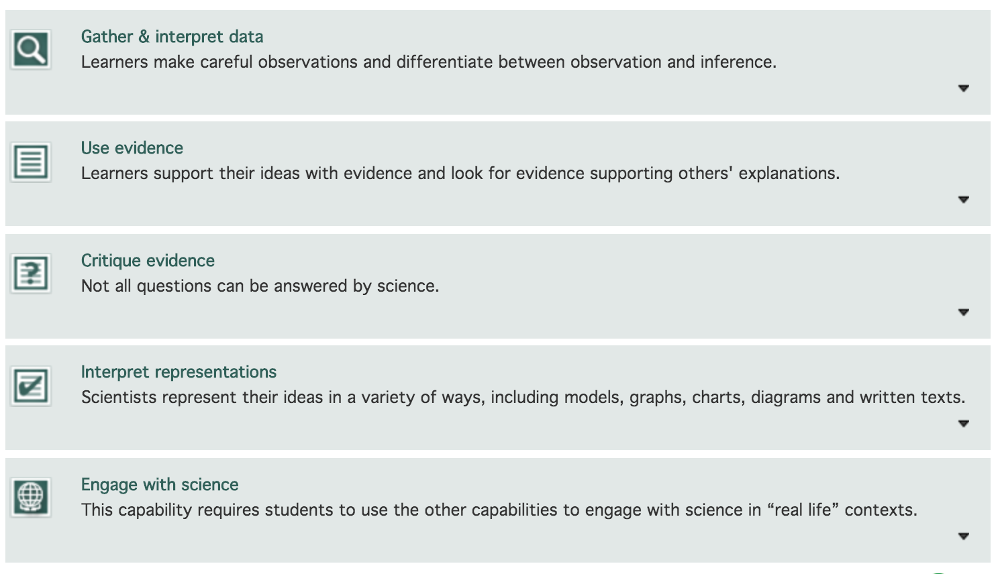 Gather & interpret data
Learners make careful observations and differentiate between observation and inference.
Use evidence
Learners support their ideas with evidence and look for evidence supporting others' explanations.
Critique evidence
Not all questions can be answered by science.
Interpret representations
Scientists represent their ideas in a variety of ways, including models, graphs, charts, diagrams and written texts.
Engage with science
This capability requires students to use the other capabilities to engage with science in “real life” contexts.